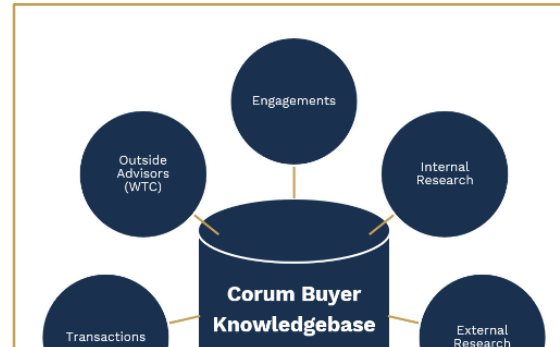 Engagements
Outside
Advisors
(WTC)
Internal
Research
Corum Buyer
Knowledgebase
Transactions
External
Research